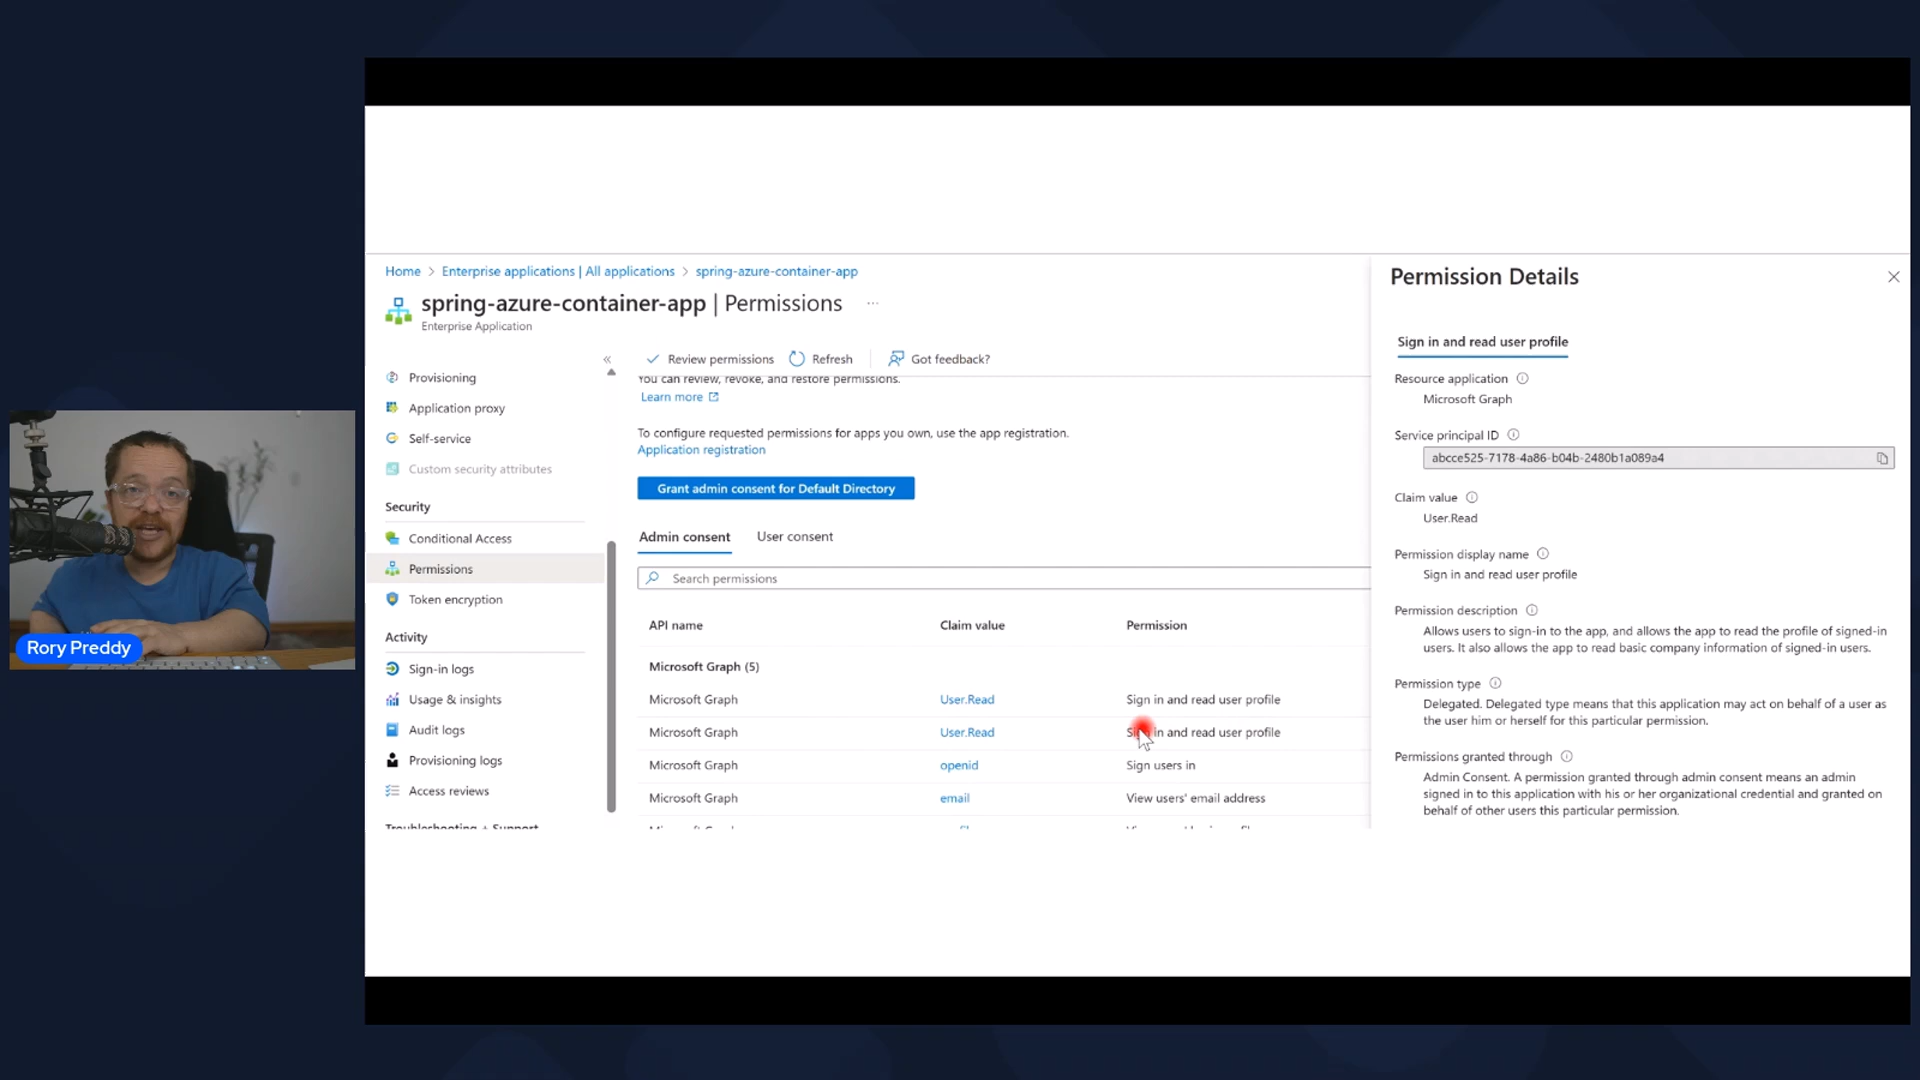 Home > Enterprise applications | All applications > spring-azure-container-app
spring-azure-container-app | Permissions ...
Enterprise Application
Provisioning
Application proxy
Self-service
Custom security attributes
Security
Conditional Access
Permissions
Token encryption
Activity
Sign-in logs
Usage & insights
Audit logs
Provisioning logs
Access reviews
Troubleshooting + Support
Review permissions Refresh Got feedback?
You can review, revoke, and restore permissions.
Learn more
To configure requested permissions for apps you own, use the app registration.
Application registration
Grant admin consent for Default Directory
Admin consent User consent
Search permissions
API name Claim value Permission
Microsoft Graph (5)
Microsoft Graph User.Read Sign in and read user profile
Microsoft Graph User.Read Sign in and read user profile
Microsoft Graph openid Sign users in
Microsoft Graph email View users' email address
Permission Details
Sign in and read user profile
Resource application
Microsoft Graph
Service principal ID
abcce525-7178-4a86-b04b-2480b1a089a4
Claim value
User.Read
Permission display name
Sign in and read user profile
Permission description
Allows users to sign-in to the app, and allows the app to read the profile of signed-in
users. It also allows the app to read basic company information of signed-in users.
Permission type
Delegated. Delegated type means that this application may act on behalf of a user as
the user him or herself for this particular permission.
Permissions granted through
Admin Consent. A permission granted through admin consent means an admin
signed in to this application with his or her organizational credential and granted on
behalf of other users this particular permission.
Rory Preddy